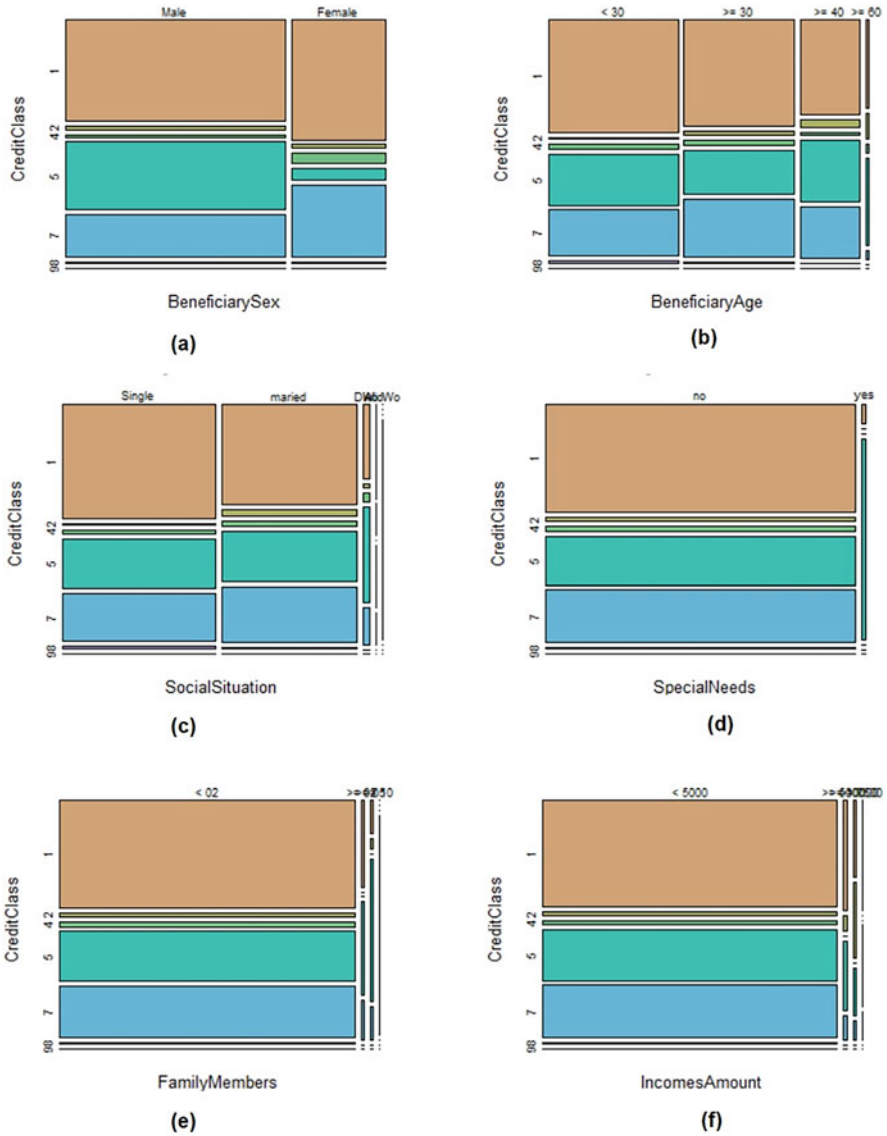 Male Female
CreditClass
1
42
5
7
98
BeneficiarySex
(a)
< 30 >= 30 >= 40 >= 60
CreditClass
1
42
5
7
98
BeneficiaryAge
(b)
Single maried
CreditClass
1
42
5
7
98
SocialSituation
(c)
no yes
CreditClass
1
42
5
7
98
SpecialNeeds
(d)
< 02
CreditClass
1
42
5
7
98
FamilyMembers
(e)
< 5000
CreditClass
1
42
5
7
98
IncomesAmount
(f)